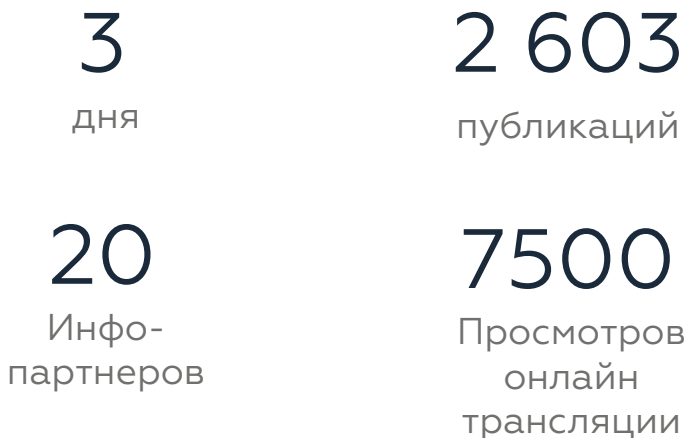 3
дня
2 603
публикаций
20
Инфо-
партнеров
7500
Просмотров
онлайн
трансляции